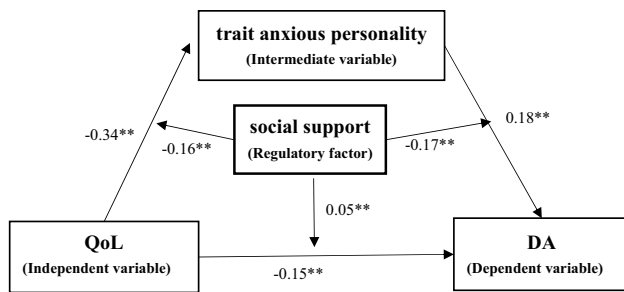 trait anxious personality
(Intermediate variable)
-0.34**
-0.16**
social support
(Regulatory factor)
-0.17**
0.18**
0.05**
QoL
(Independent variable)
-0.15**
DA
(Dependent variable)